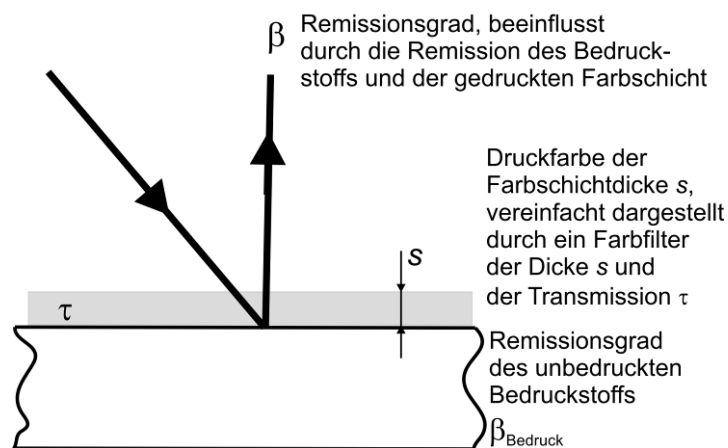 β Remissionsgrad, beeinflusst
durch die Remission des Bedruck-
stoffs und der gedruckten Farbschicht
Druckfarbe der
Farbschichtdicke s,
vereinfacht dargestellt
durch ein Farbfilter
der Dicke s und
der Transmission τ
s
τ
Remissionsgrad
des unbedruckten
Bedruckstoffs
βBedruck